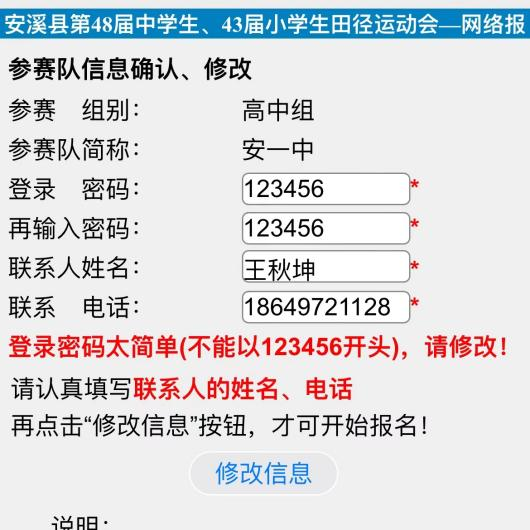 安溪县第48届中学生、43届小学生田径运动会—网络报
参赛队信息确认、修改
参赛 组别: 高中组
参赛队简称: 安一中
登录 密码: 123456*
再输入密码: 123456*
联系人姓名: 王秋坤*
联系 电话: 18649721128*
登录密码太简单(不能以123456开头)，请修改!
请认真填写联系人的姓名、电话
再点击“修改信息”按钮，才可开始报名!
修改信息
说明: